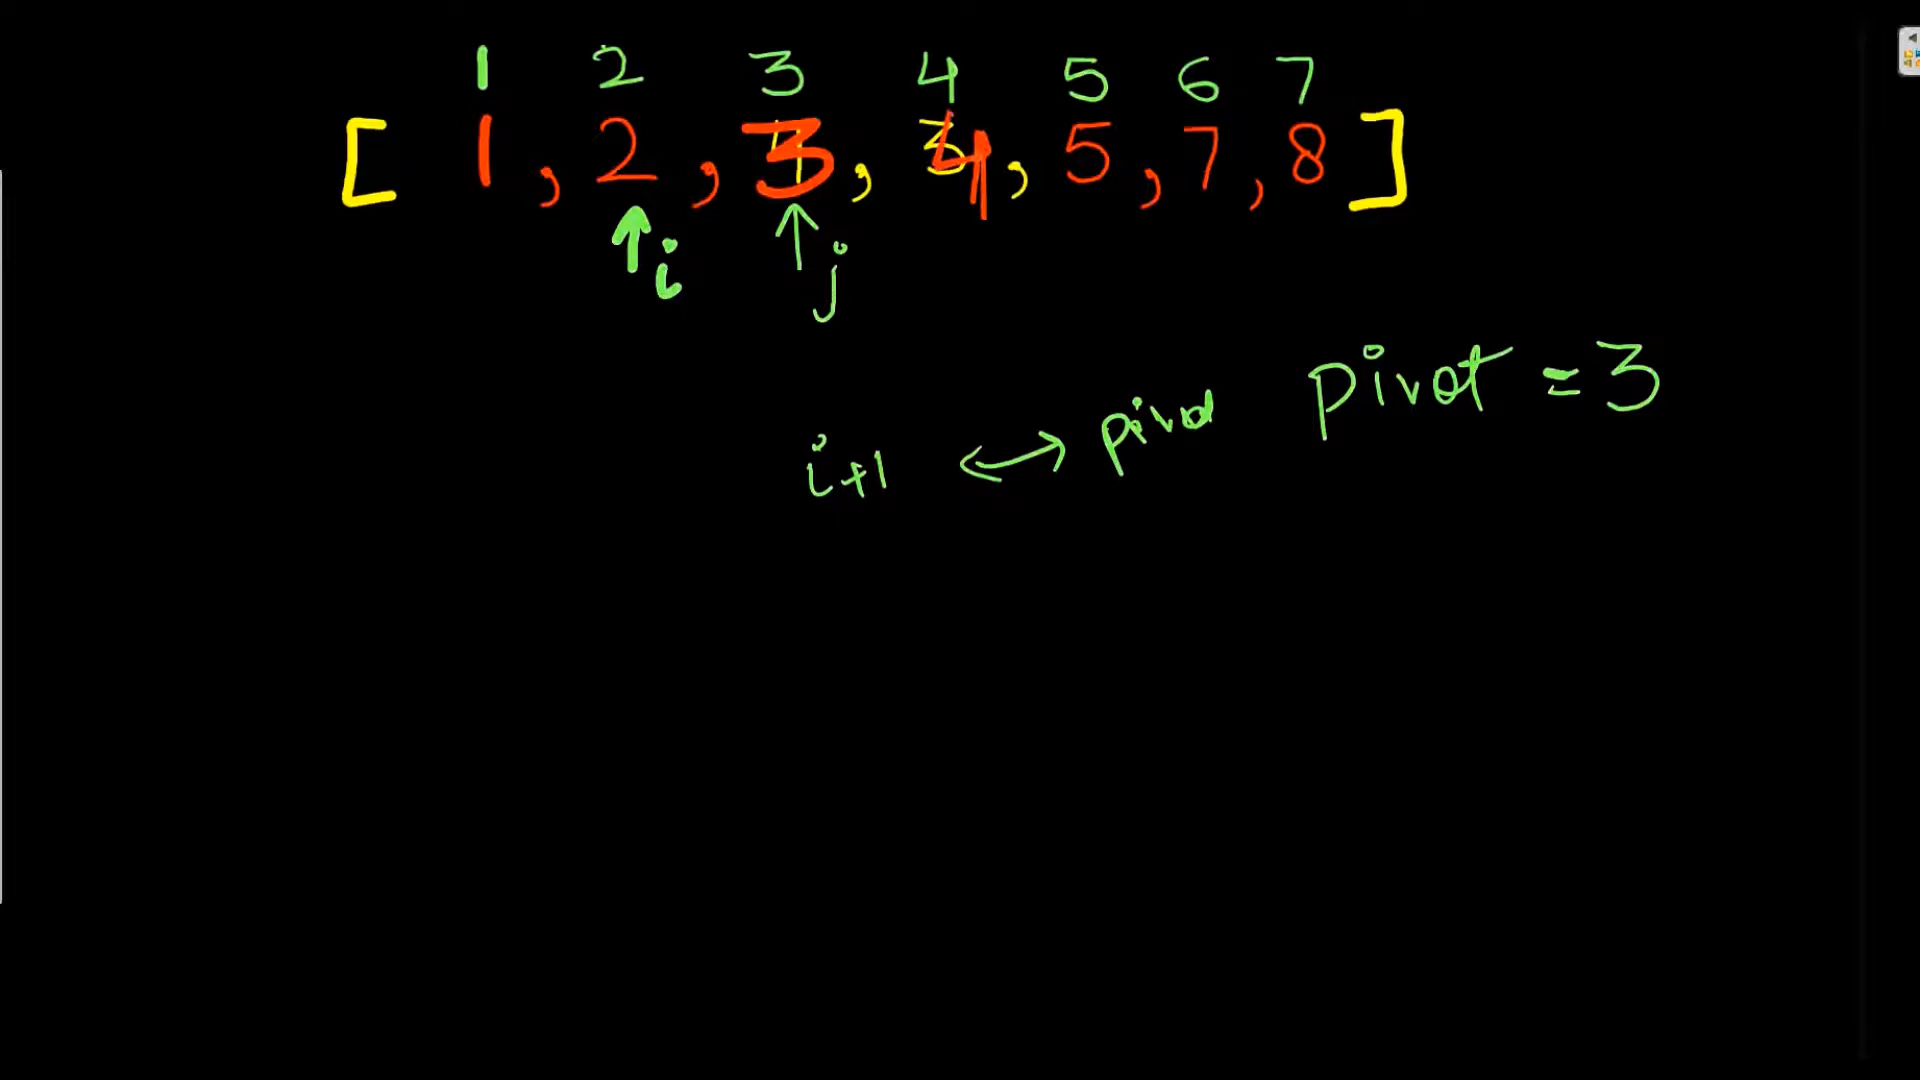 1 2 3 4 5 6 7
[ 1 , 2 , 3 , 4 , 5 , 7 , 8 ]
i j
pivot = 3
i+1 ↔ pivot